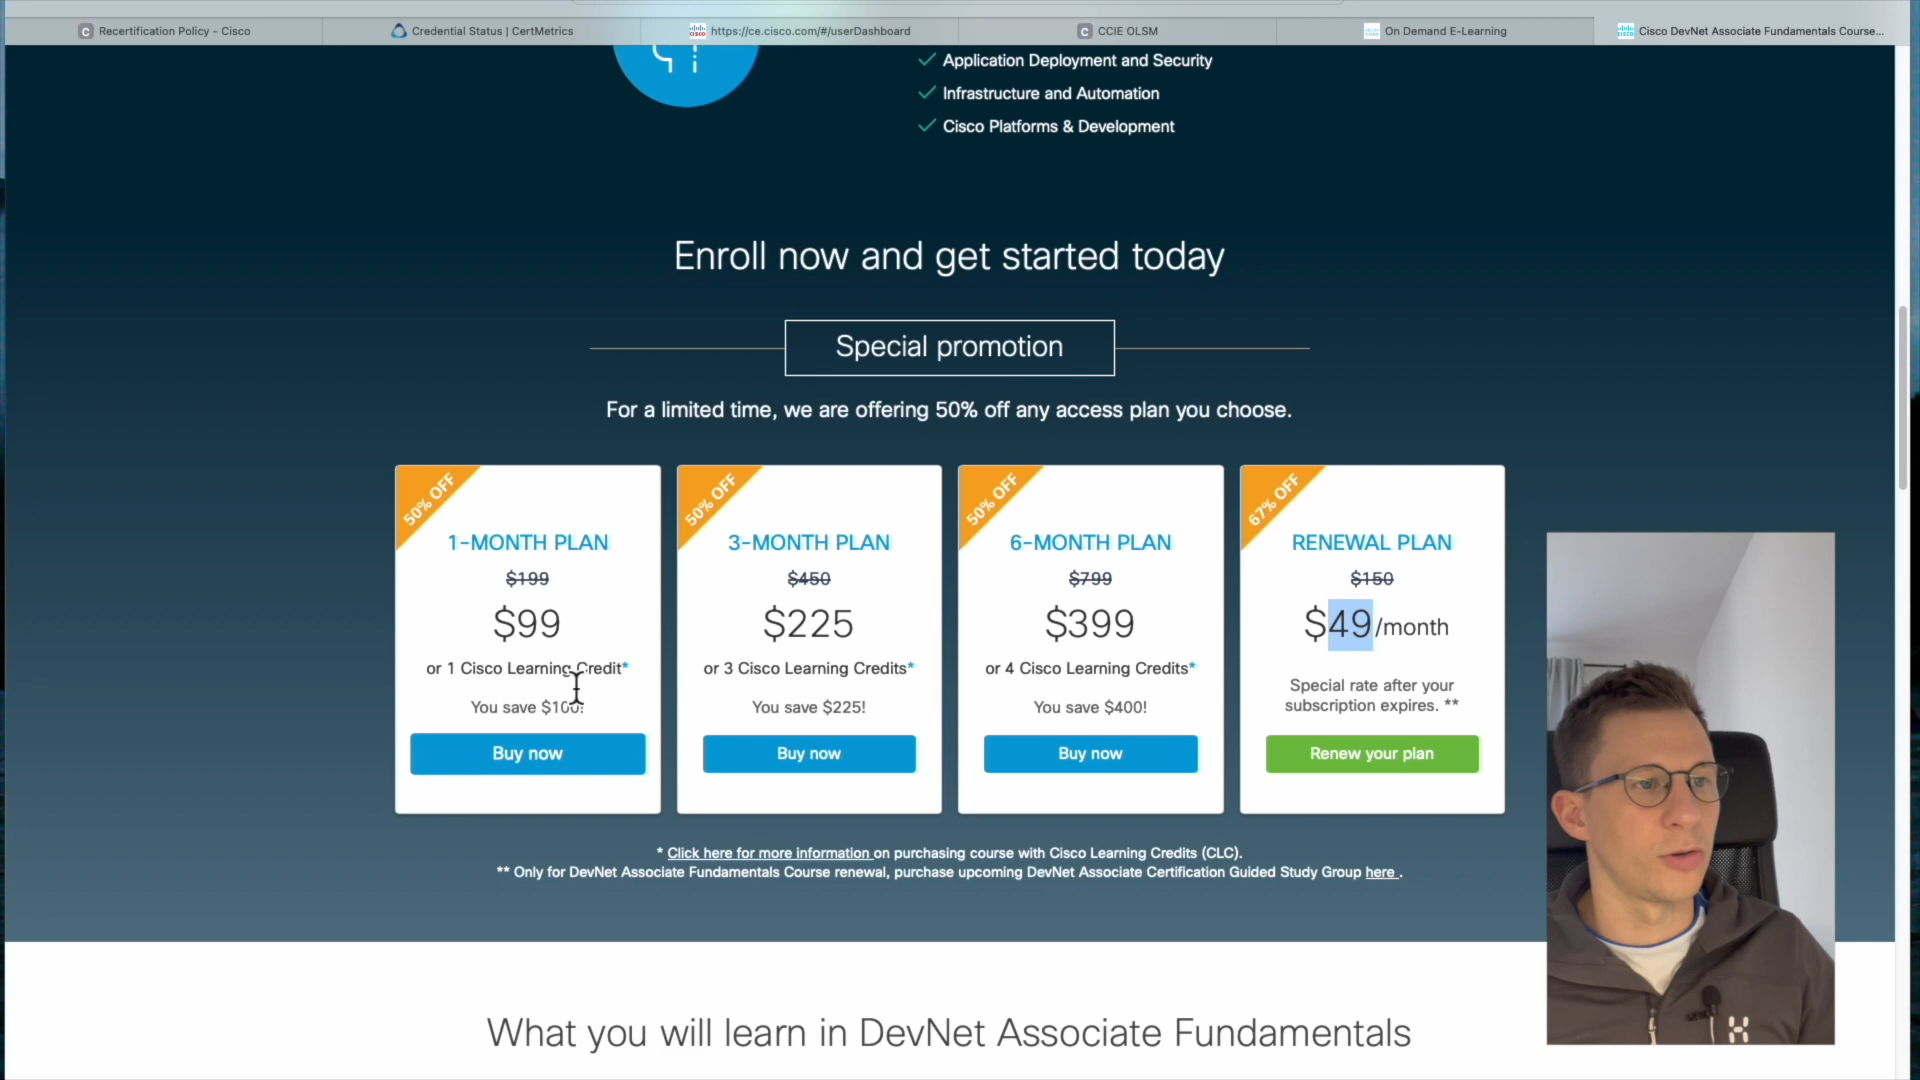 Recertification Policy - Cisco
Credential Status | CertMetrics
https://ce.cisco.com/#/userDashboard
CCIE OLSM
On Demand E-Learning
Cisco DevNet Associate Fundamentals Course...
Application Deployment and Security
Infrastructure and Automation
Cisco Platforms & Development
Enroll now and get started today
Special promotion
For a limited time, we are offering 50% off any access plan you choose.
50% OFF
1-MONTH PLAN
$199
$99
or 1 Cisco Learning Credit*
You save $100!
Buy now
50% OFF
3-MONTH PLAN
$450
$225
or 3 Cisco Learning Credits*
You save $225!
Buy now
50% OFF
6-MONTH PLAN
$799
$399
or 4 Cisco Learning Credits*
You save $400!
Buy now
67% OFF
RENEWAL PLAN
$150
$49/month
Special rate after your
subscription expires. **
Renew your plan
* Click here for more information on purchasing course with Cisco Learning Credits (CLC).
** Only for DevNet Associate Fundamentals Course renewal, purchase upcoming DevNet Associate Certification Guided Study Group here .
What you will learn in DevNet Associate Fundamentals